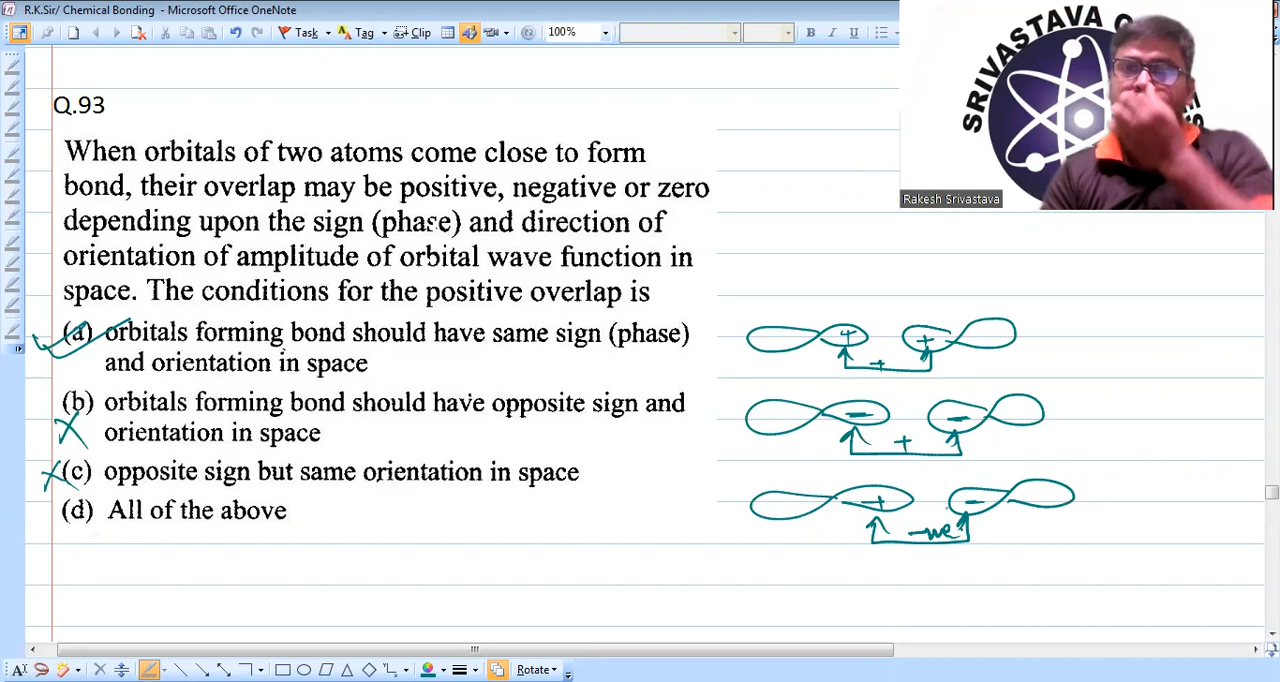 R.K.Sir/ Chemical Bonding - Microsoft Office OneNote
Task
Tag
Clip
100%
B I U
SRIVASTAVA
Rakesh Srivastava
Q.93
When orbitals of two atoms come close to form
bond, their overlap may be positive, negative or zero
depending upon the sign (phase) and direction of
orientation of amplitude of orbital wave function in
space. The conditions for the positive overlap is
(a) orbitals forming bond should have same sign (phase)
and orientation in space
(b) orbitals forming bond should have opposite sign and
orientation in space
(c) opposite sign but same orientation in space
(d) All of the above
+ +
+
- -
+
+ -
-ve
Rotate